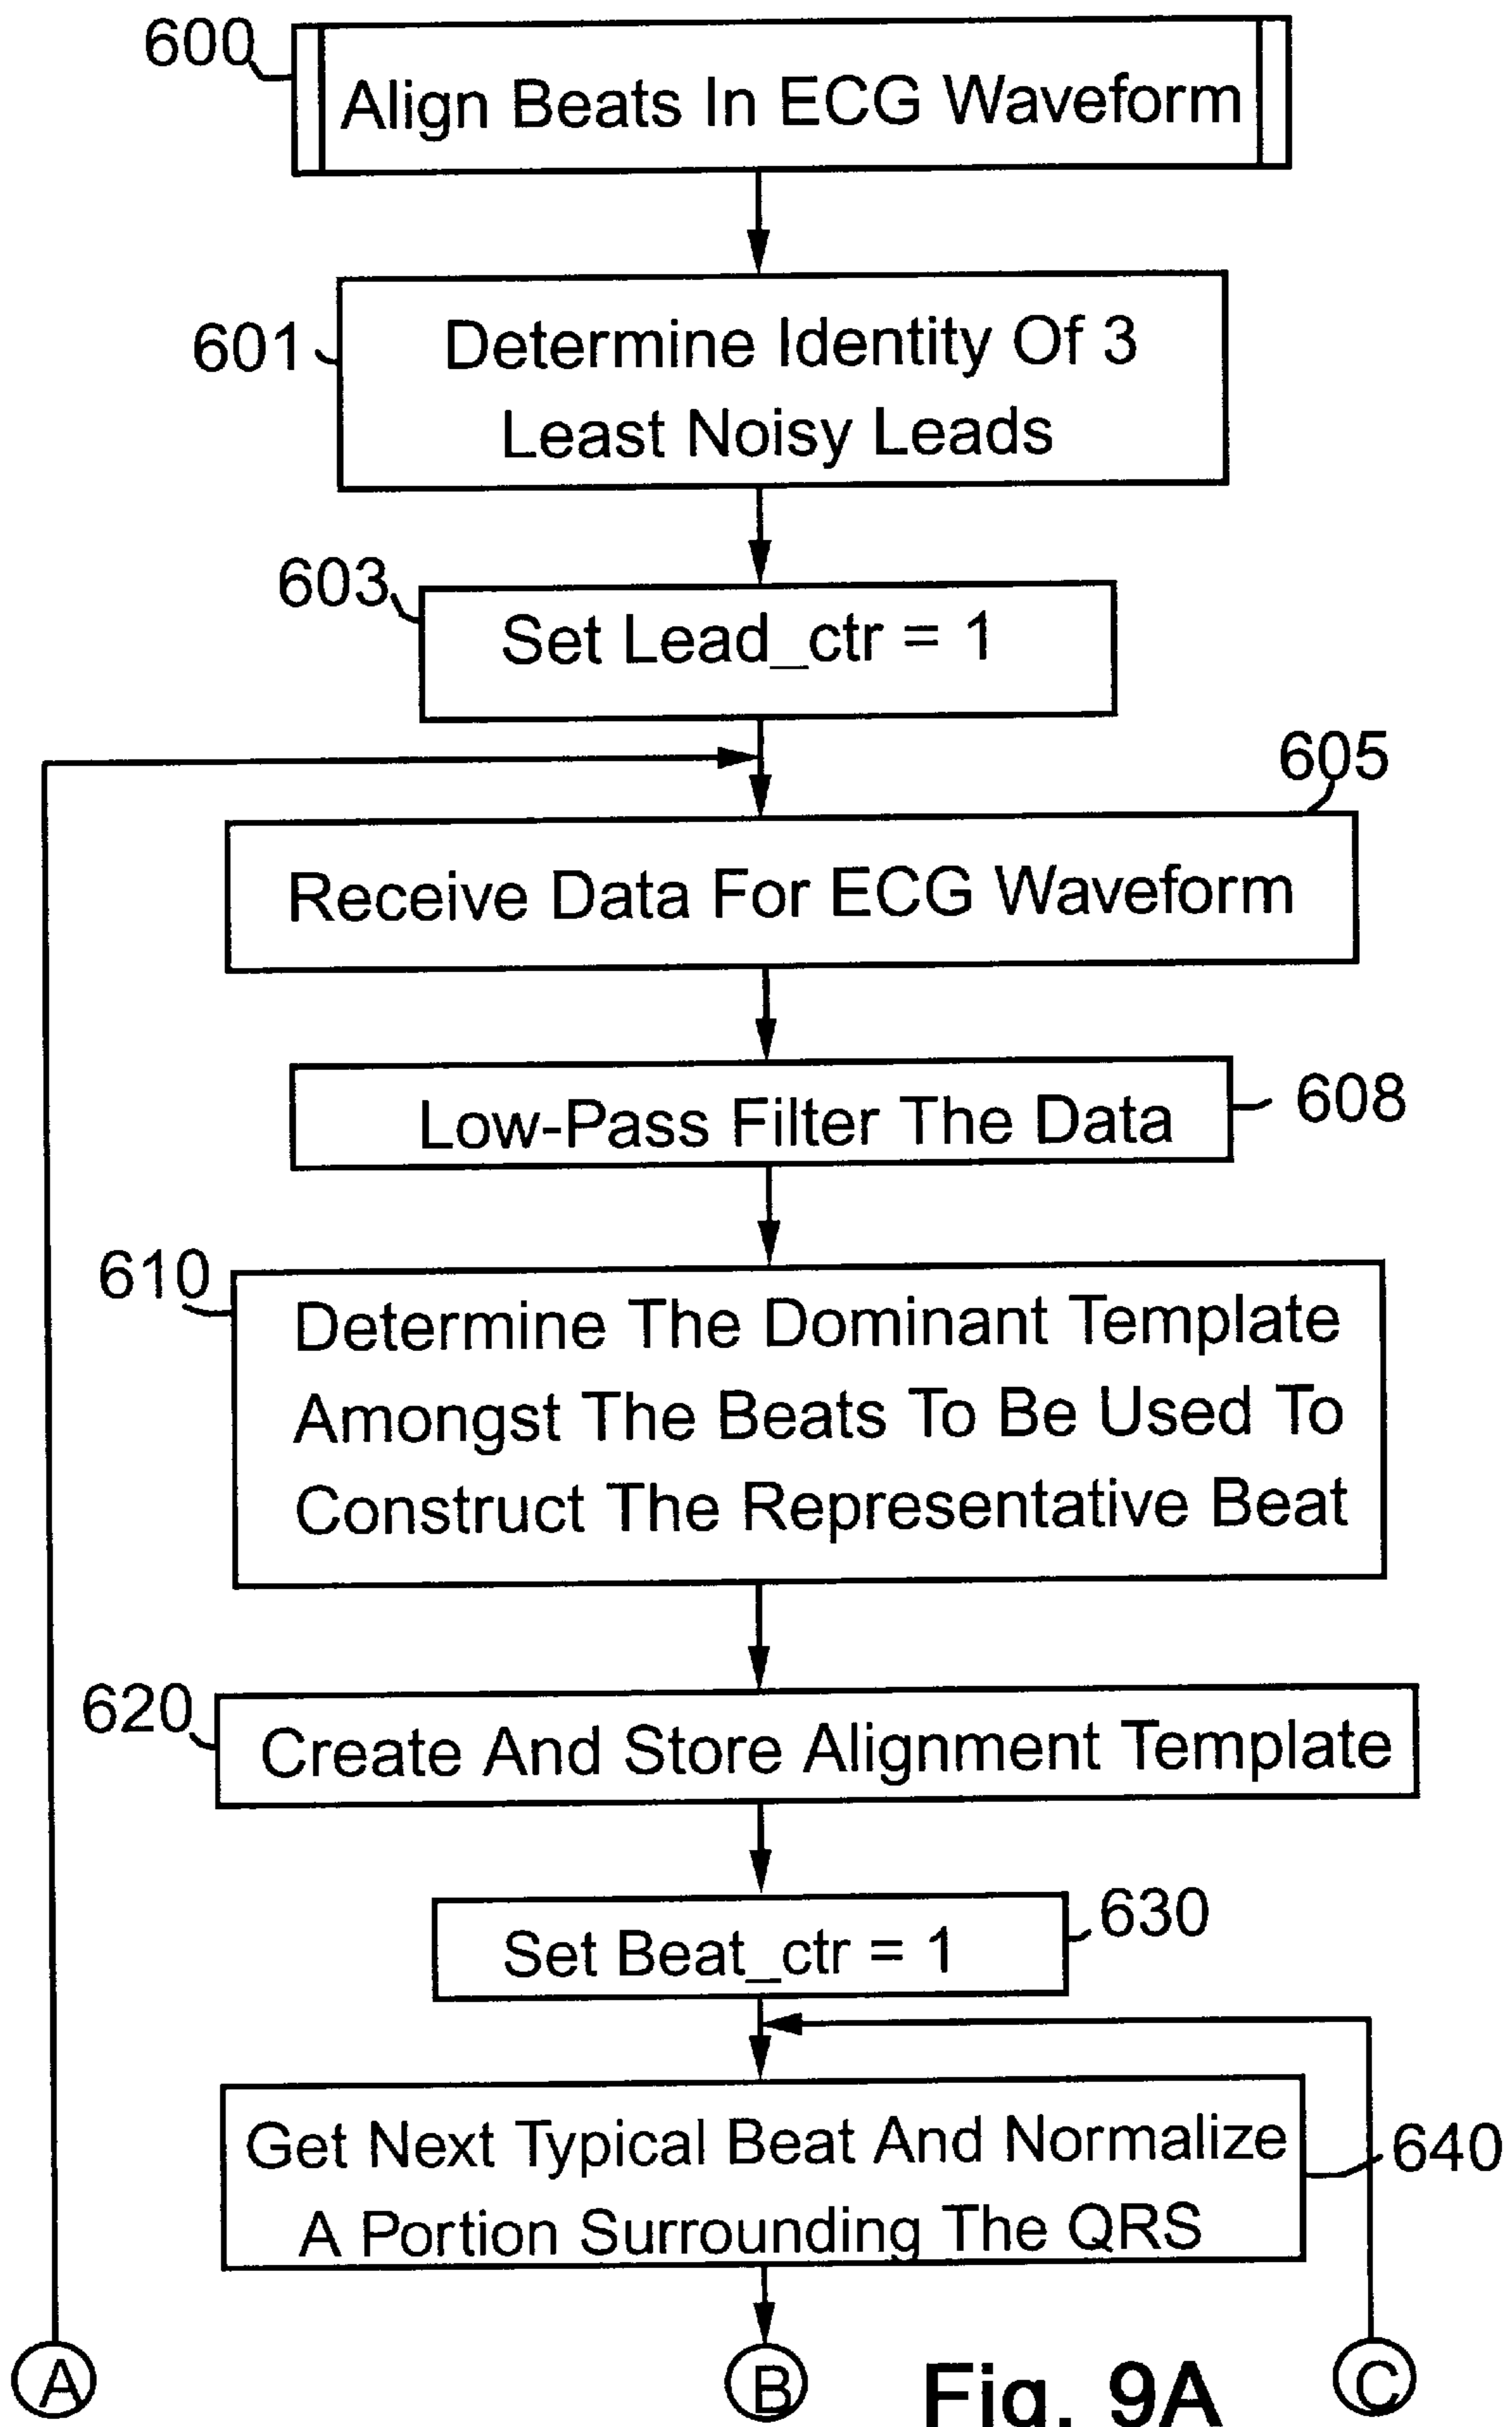 600
Align Beats In ECG Waveform
601
Determine Identity Of 3
Least Noisy Leads
603
Set Lead_ctr = 1
605
Receive Data For ECG Waveform
Low-Pass Filter The Data
608
610
Determine The Dominant Template
Amongst The Beats To Be Used To
Construct The Representative Beat
620
Create And Store Alignment Template
630
Set Beat_ctr = 1
Get Next Typical Beat And Normalize
A Portion Surrounding The QRS
640
A
B
Fig. 9A
C